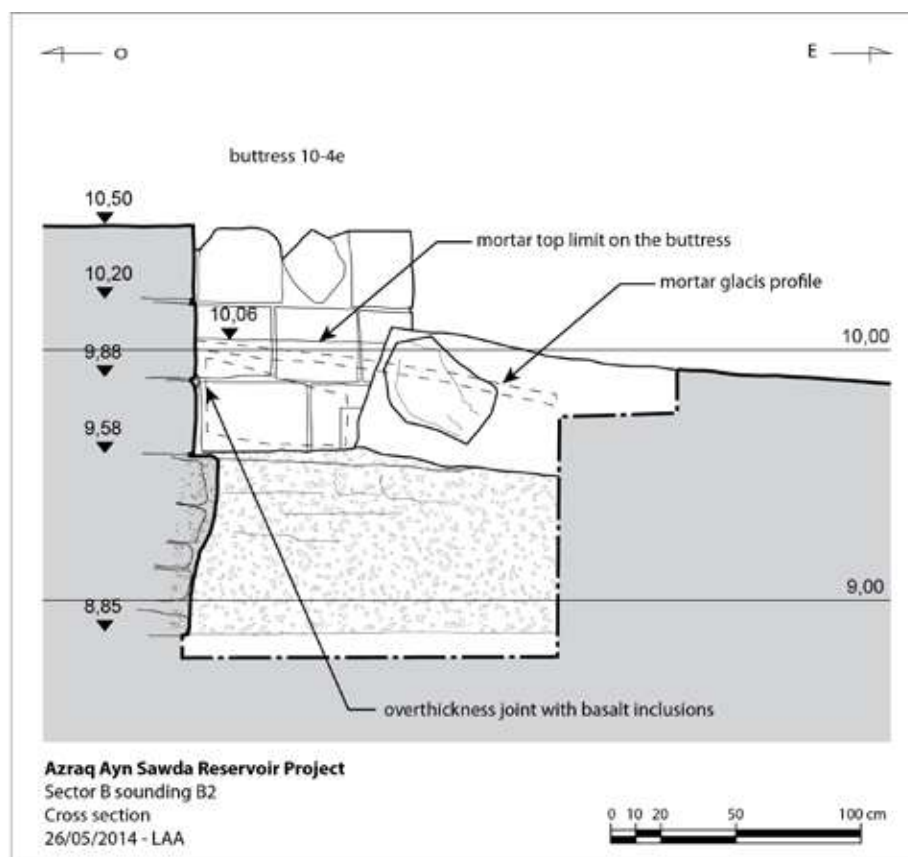 O
E
buttress 10-4e
10,50
mortar top limit on the buttress
10,20
mortar glacis profile
10,06
10,00
9,88
9,58
9,00
8,85
overthickness joint with basalt inclusions
Azraq Ayn Sawda Reservoir Project
Sector B sounding B2
Cross section
26/05/2014 - LAA
0 10 20 50 100 cm